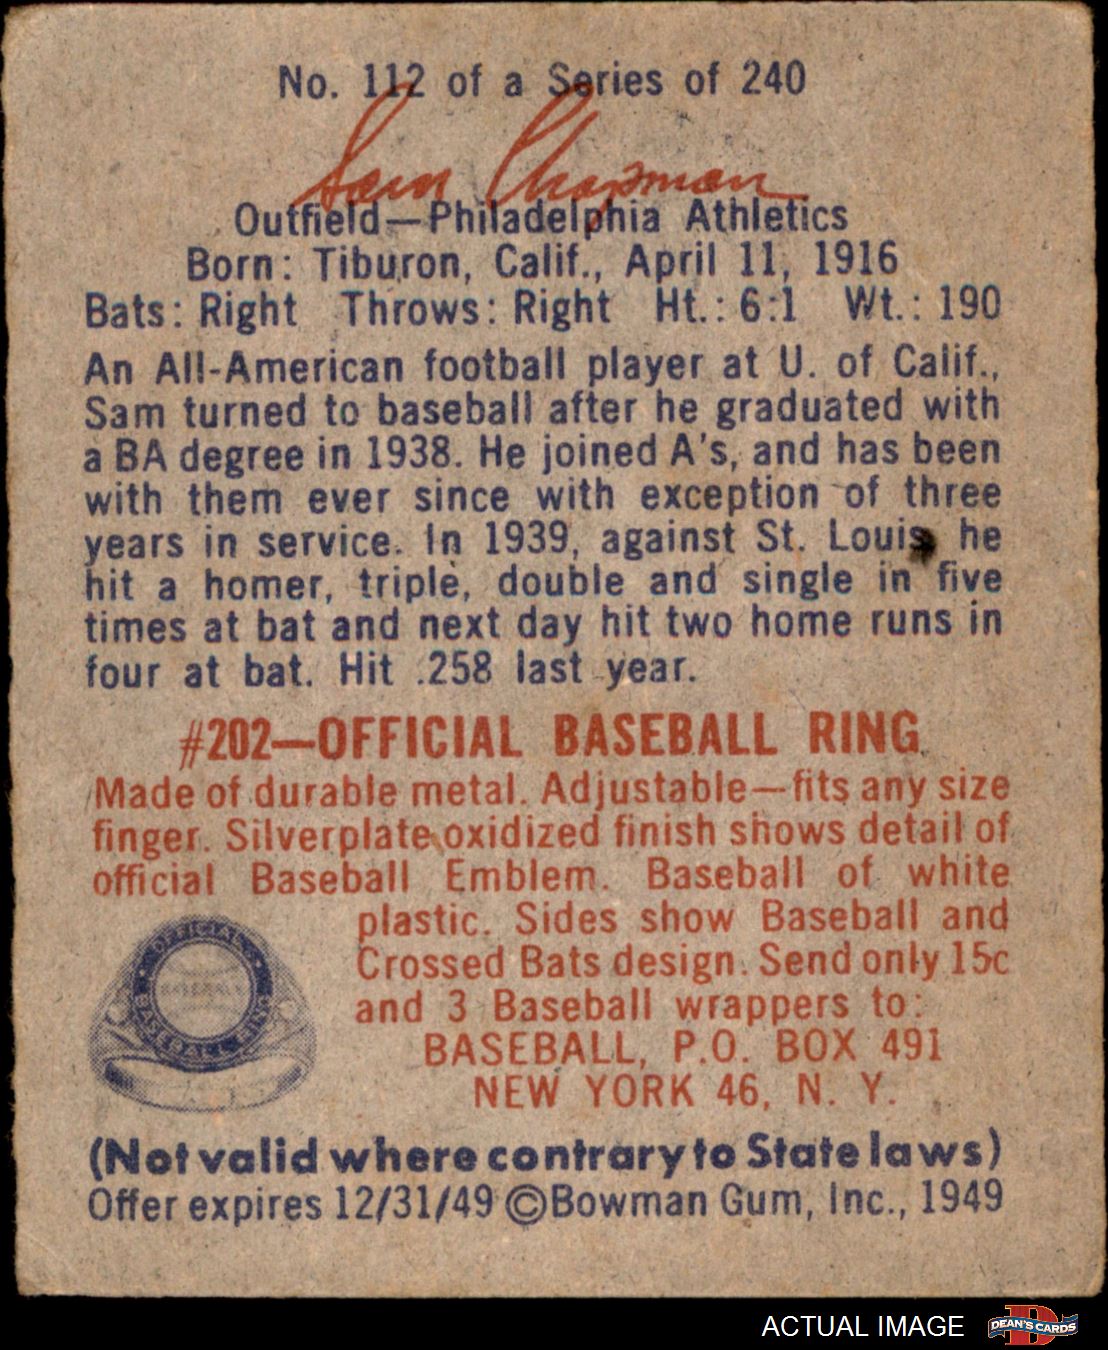 No. 112 of a Series of 240
Sam Chapman
Outfield—Philadelphia Athletics
Born: Tiburon, Calif., April 11, 1916
Bats: Right Throws: Right Ht.: 6:1 Wt.: 190
An All-American football player at U. of Calif.,
Sam turned to baseball after he graduated with
a BA degree in 1938. He joined A's, and has been
with them ever since with exception of three
years in service. In 1939, against St. Louis he
hit a homer, triple, double and single in five
times at bat and next day hit two home runs in
four at bat. Hit .258 last year.
#202—OFFICIAL BASEBALL RING
Made of durable metal. Adjustable—fits any size
finger. Silverplate oxidized finish shows detail of
official Baseball Emblem. Baseball of white
plastic. Sides show Baseball and
Crossed Bats design. Send only 15c
and 3 Baseball wrappers to:
BASEBALL, P.O. BOX 491
NEW YORK 46, N. Y.
OFFICIAL
BASEBALL
(Not valid where contrary to State laws)
Offer expires 12/31/49 ©Bowman Gum, Inc., 1949
ACTUAL IMAGE
DEAN'S CARDS